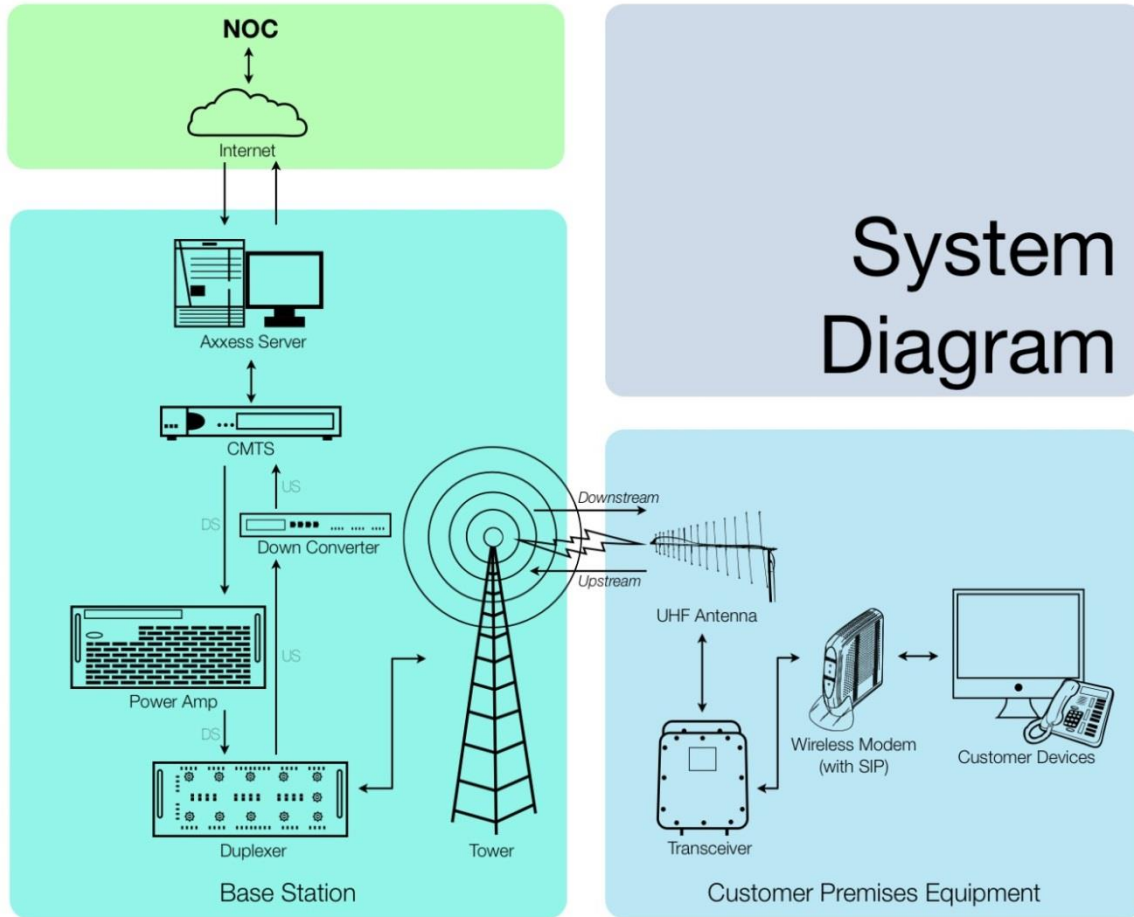 NOC
Internet
System
Diagram
Axxess Server
CMTS
US
DS
Down Converter
Power Amp
US
DS
Duplexer
Tower
Base Station
Downstream
Upstream
UHF Antenna
Wireless Modem
(with SIP)
Customer Devices
Transceiver
Customer Premises Equipment